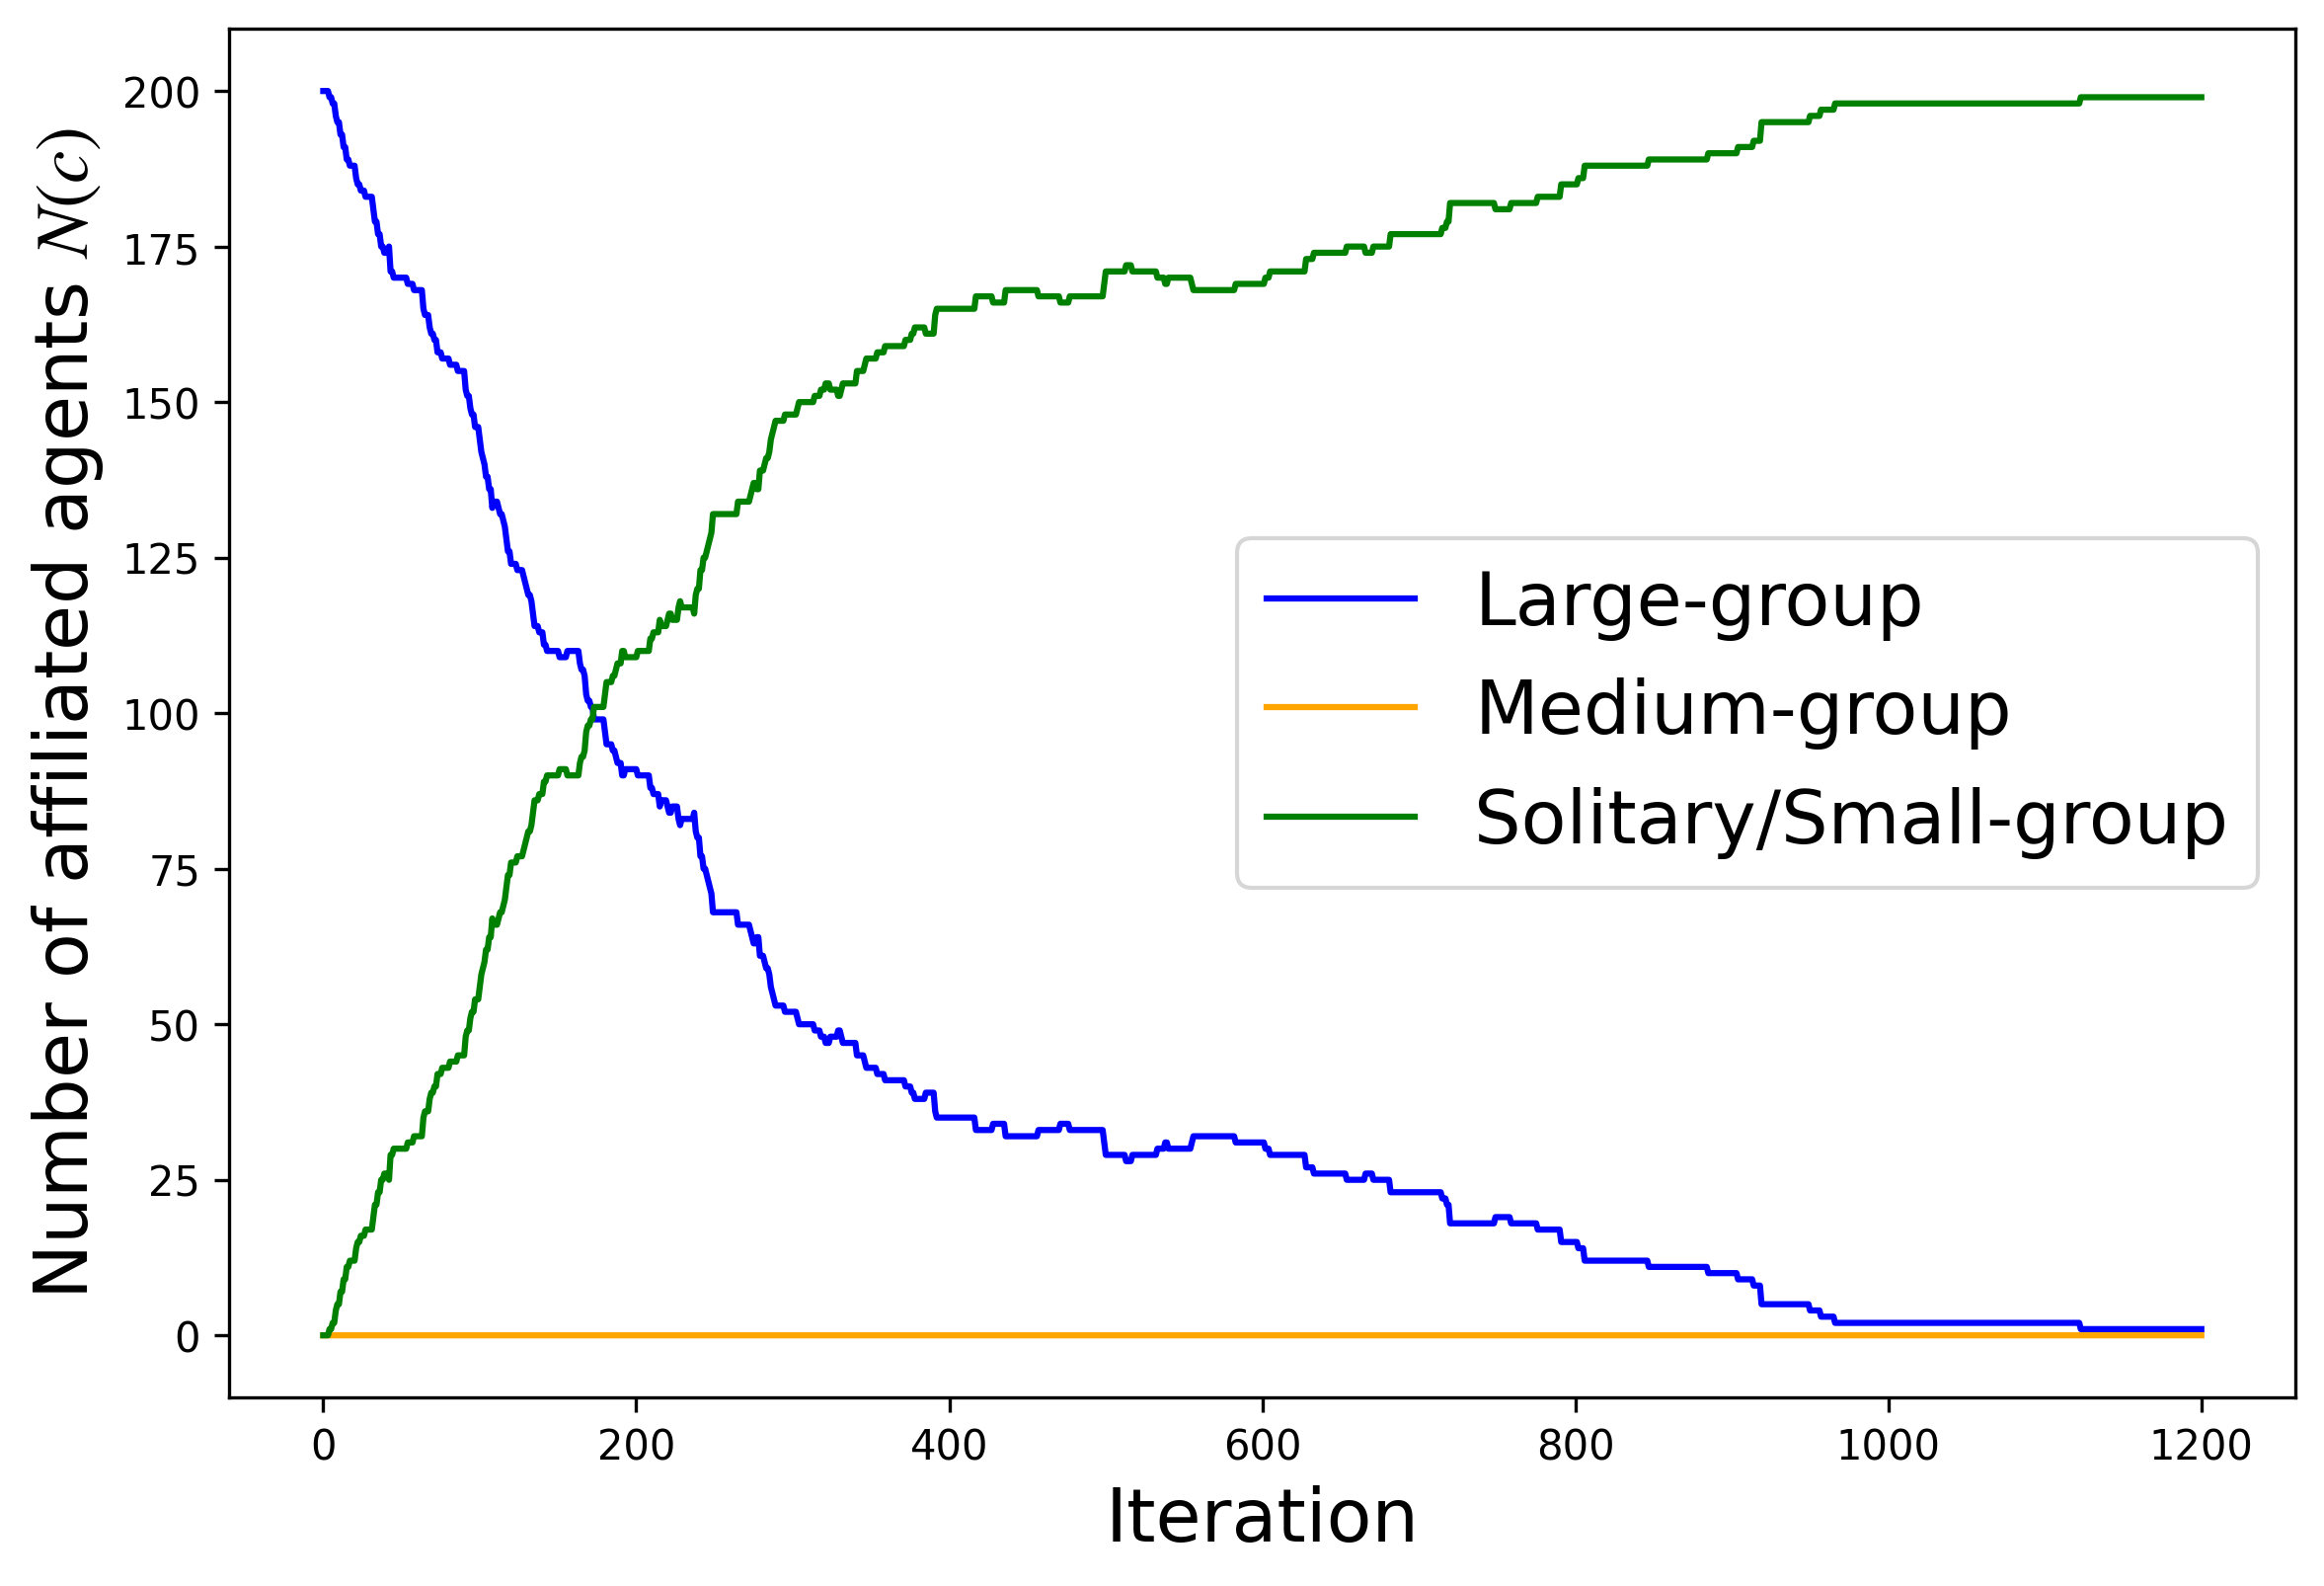 Number of affiliated agents N(c)
200
175
150
125
100
75
50
25
0
Large-group
Medium-group
Solitary/Small-group
0 200 400 600 800 1000 1200
Iteration